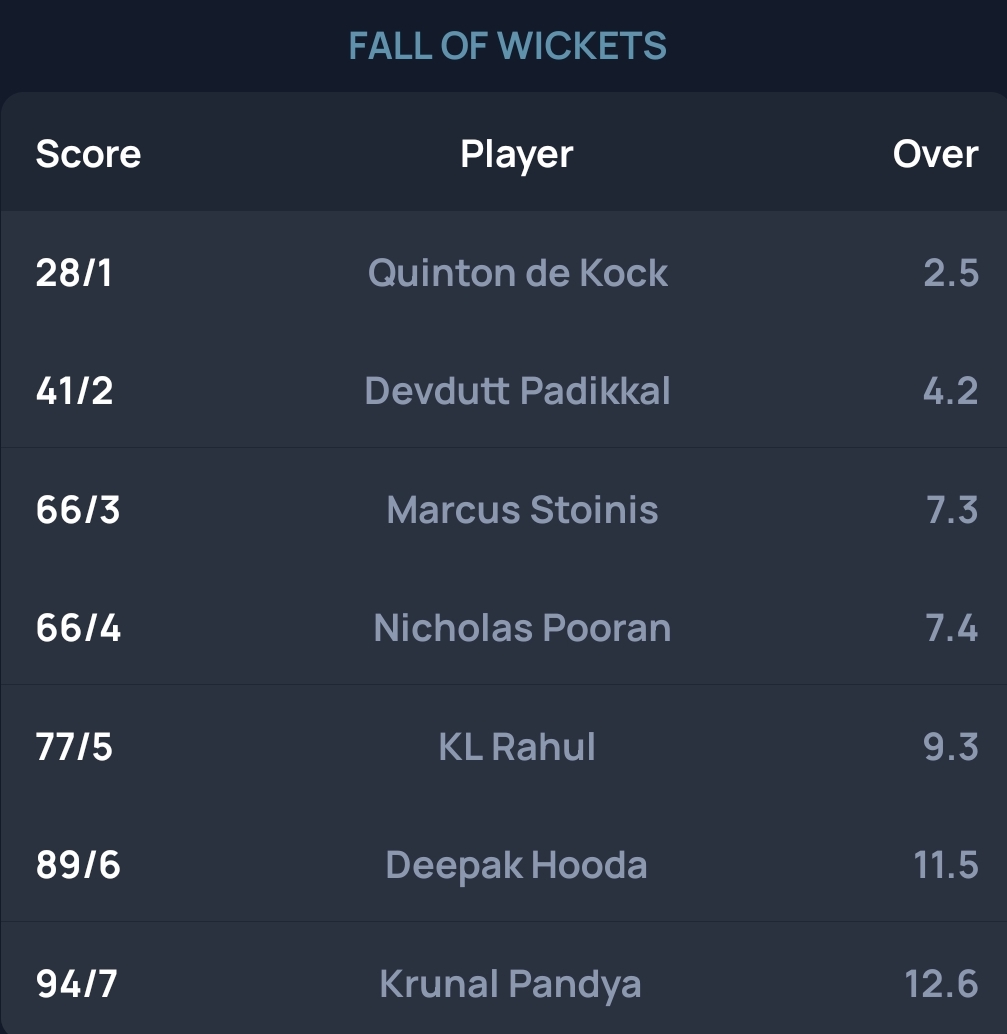 FALL OF WICKETS
Score Player Over
28/1 Quinton de Kock 2.5
41/2 Devdutt Padikkal 4.2
66/3 Marcus Stoinis 7.3
66/4 Nicholas Pooran 7.4
77/5 KL Rahul 9.3
89/6 Deepak Hooda 11.5
94/7 Krunal Pandya 12.6